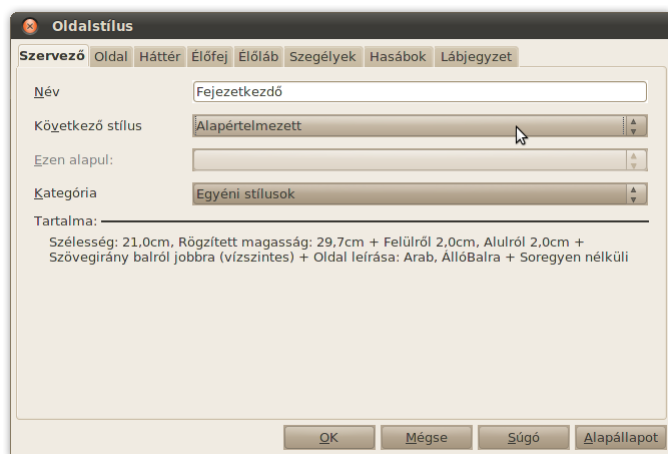 Oldalstílus
Szervező Oldal Háttér Élőfej Élőláb Szegélyek Hasábok Lábjegyzet
Név Fejezetkezdő
Következő stílus Alapértelmezett
Ezen alapul:
Kategória Egyéni stílusok
Tartalma:
Szélesség: 21,0cm, Rögzített magasság: 29,7cm + Felülről 2,0cm, Alulról 2,0cm +
Szövegirány balról jobbra (vízszintes) + Oldal leírása: Arab, ÁllóBalra + Soregyen nélküli
OK Mégse Súgó Alapállapot